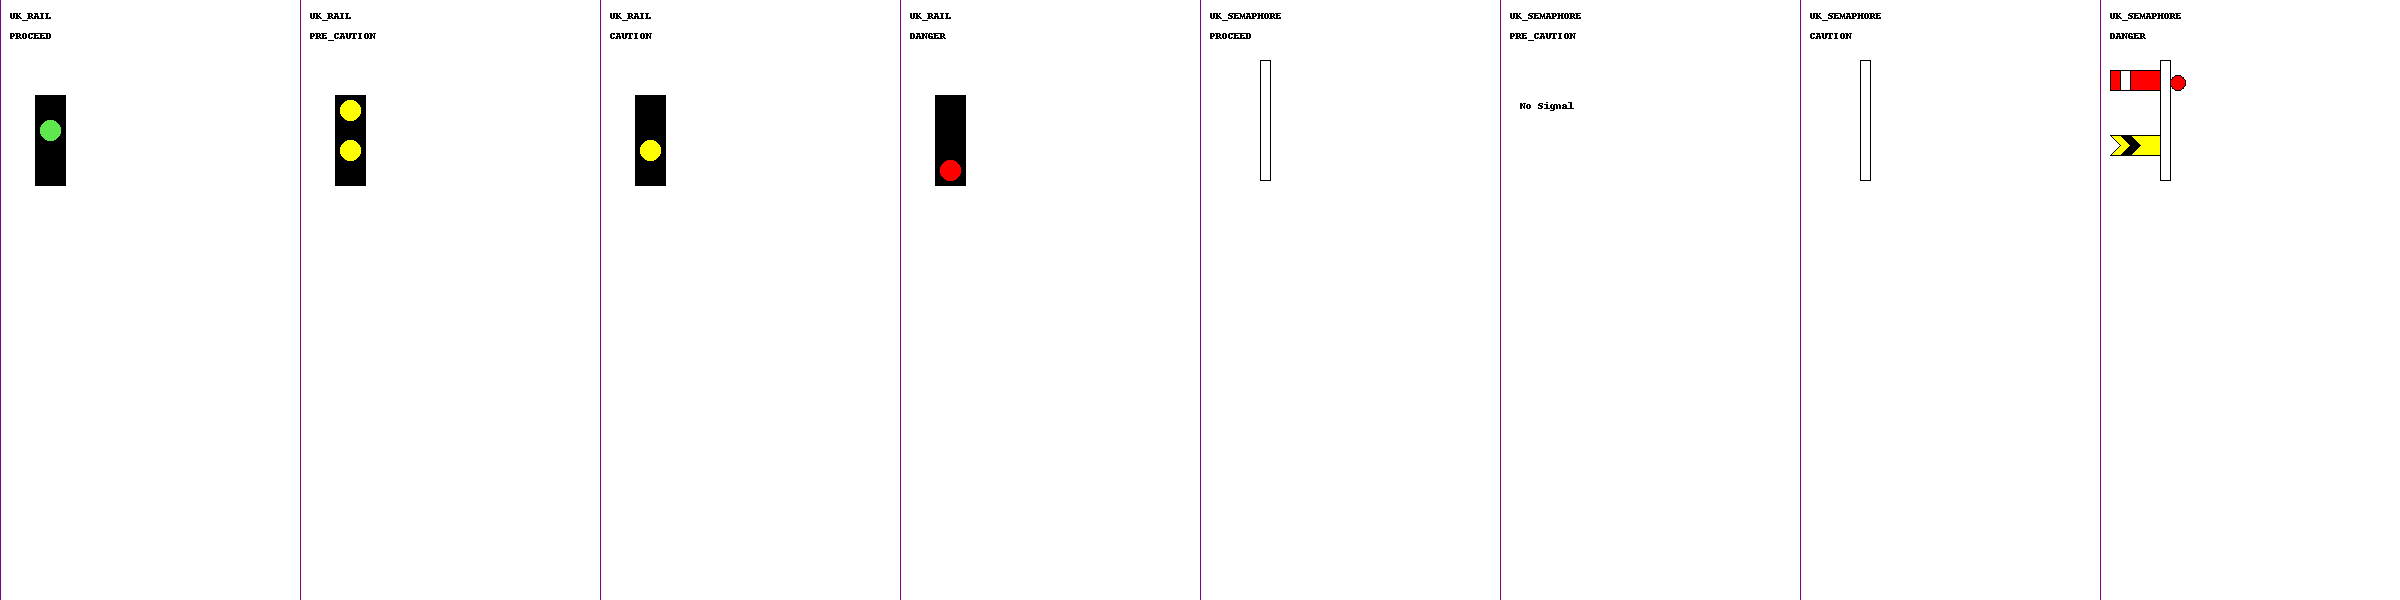 UK_RAIL
PROCEED
UK_RAIL
PRE_CAUTION
UK_RAIL
CAUTION
UK_RAIL
DANGER
UK_SEMAPHORE
PROCEED
UK_SEMAPHORE
PRE_CAUTION
No Signal
UK_SEMAPHORE
CAUTION
UK_SEMAPHORE
DANGER